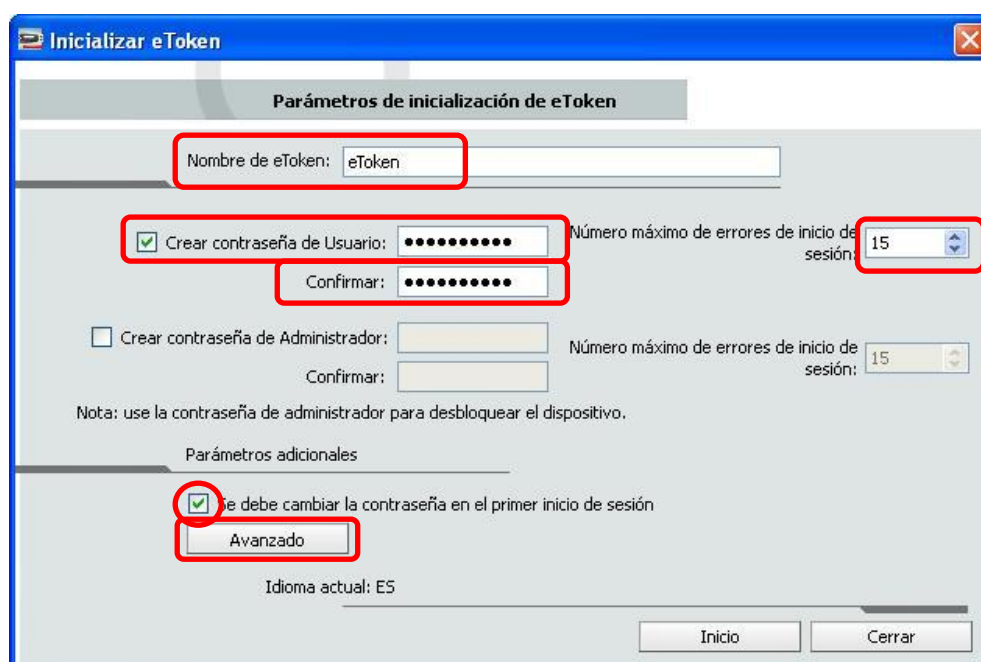 Inicializar eToken
Parámetros de inicialización de eToken
Nombre de eToken: eToken
Crear contraseña de Usuario: ●●●●●●●●●● Número máximo de errores de inicio de sesión: 15
Confirmar: ●●●●●●●●●●
Crear contraseña de Administrador:
Número máximo de errores de inicio de sesión: 15
Confirmar:
Nota: use la contraseña de administrador para desbloquear el dispositivo.
Parámetros adicionales
Se debe cambiar la contraseña en el primer inicio de sesión
Avanzado
Idioma actual: ES
Inicio Cerrar